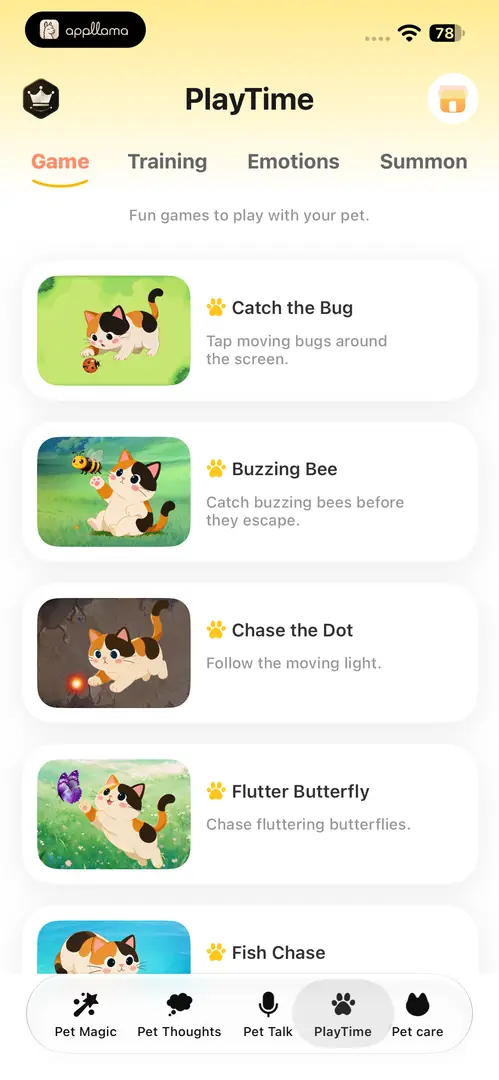 appllama
78
PlayTime
Game Training Emotions Summon
Fun games to play with your pet.
Catch the Bug
Tap moving bugs around
the screen.
Buzzing Bee
Catch buzzing bees before
they escape.
Chase the Dot
Follow the moving light.
Flutter Butterfly
Chase fluttering butterflies.
Fish Chase
Pet Magic Pet Thoughts Pet Talk PlayTime Pet care